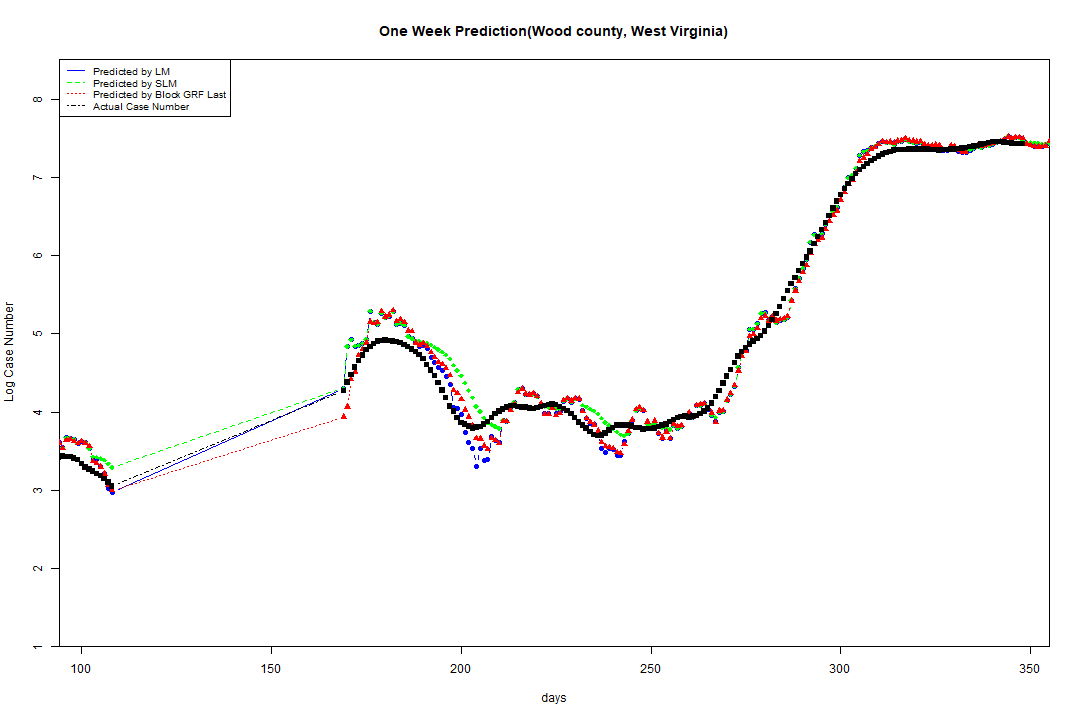 One Week Prediction(Wood county, West Virginia)
Predicted by LM
Predicted by SLM
Predicted by Block GRF Last
Actual Case Number
Log Case Number
8
7
6
5
4
3
2
1
100 150 200 250 300 350
days